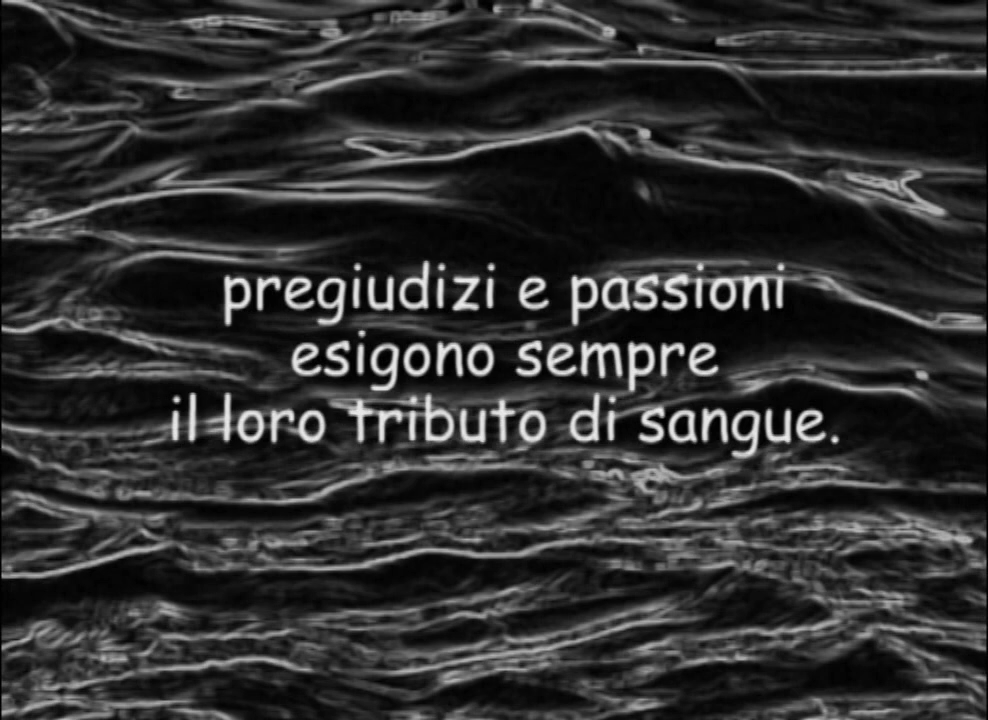 pregiudizi e passioni
esigono sempre
il loro tributo di sangue.